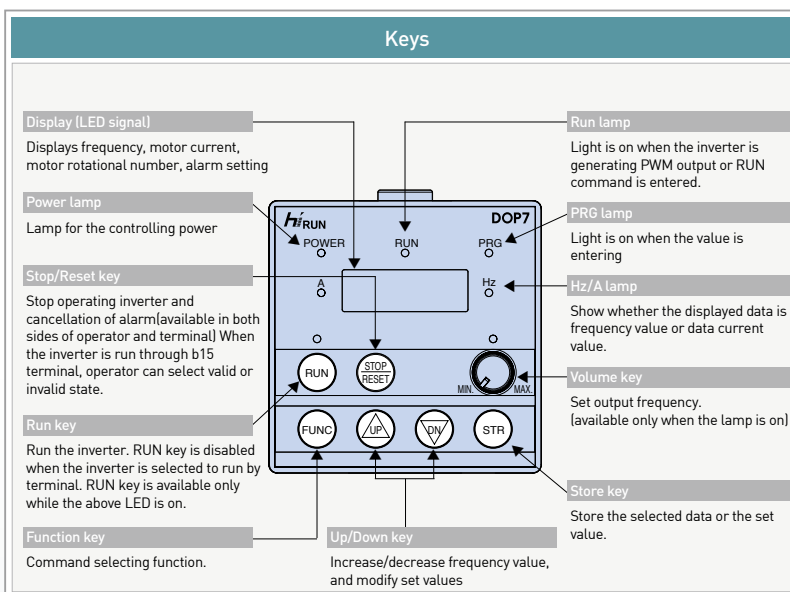 Keys
Display (LED signal)
Displays frequency, motor current,
motor rotational number, alarm setting
Power lamp
Lamp for the controlling power
Stop/Reset key
Stop operating inverter and
cancellation of alarm(available in both
sides of operator and terminal) When
the inverter is run through b15
terminal, operator can select valid or
invalid state.
Run key
Run the inverter. RUN key is disabled
when the inverter is selected to run by
terminal. RUN key is available only
while the above LED is on.
Function key
Command selecting function.
Hi RUN
DOP7
POWER
RUN
PRG
A
Hz
RUN
STOP
RESET
MIN.
MAX.
FUNC
UP
DN
STR
Up/Down key
Increase/decrease frequency value,
and modify set values
Run lamp
Light is on when the inverter is
generating PWM output or RUN
command is entered.
PRG lamp
Light is on when the value is
entering
Hz/A lamp
Show whether the displayed data is
frequency value or data current
value.
Volume key
Set output frequency.
(available only when the lamp is on)
Store key
Store the selected data or the set
value.